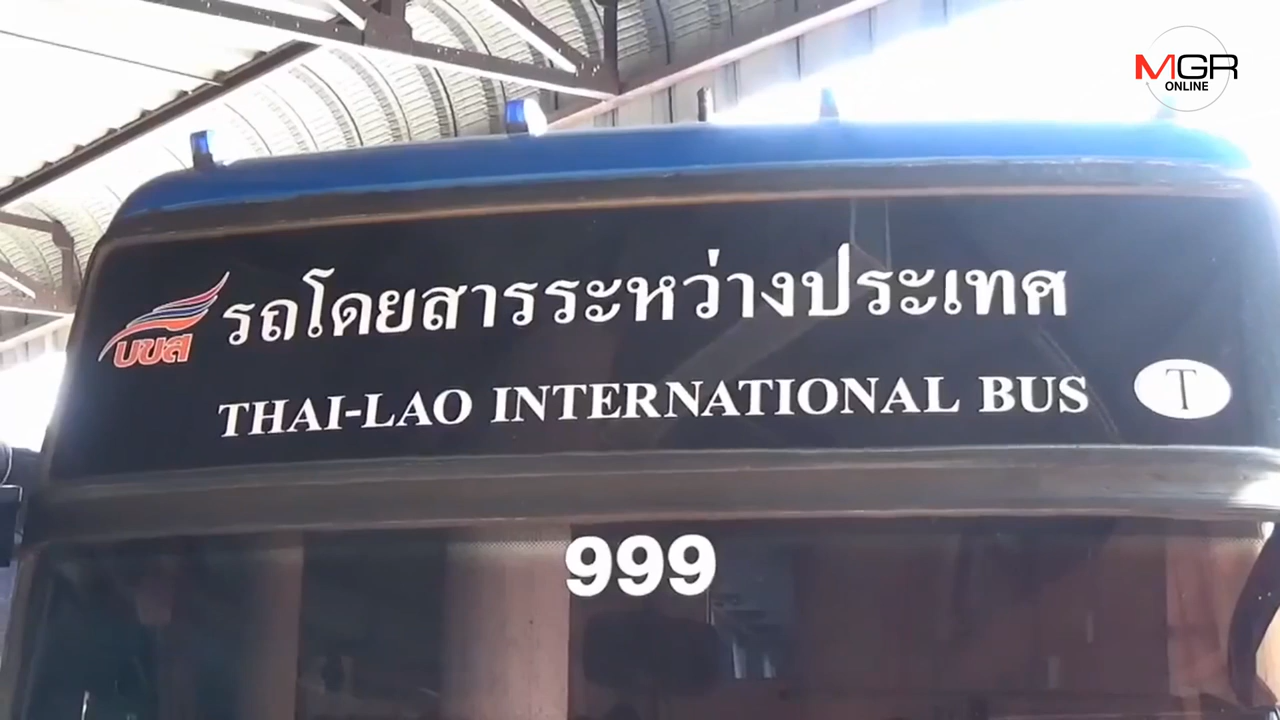 MGR
ONLINE
รถโดยสารระหว่างประเทศ
บขส
THAI-LAO INTERNATIONAL BUS
T
999